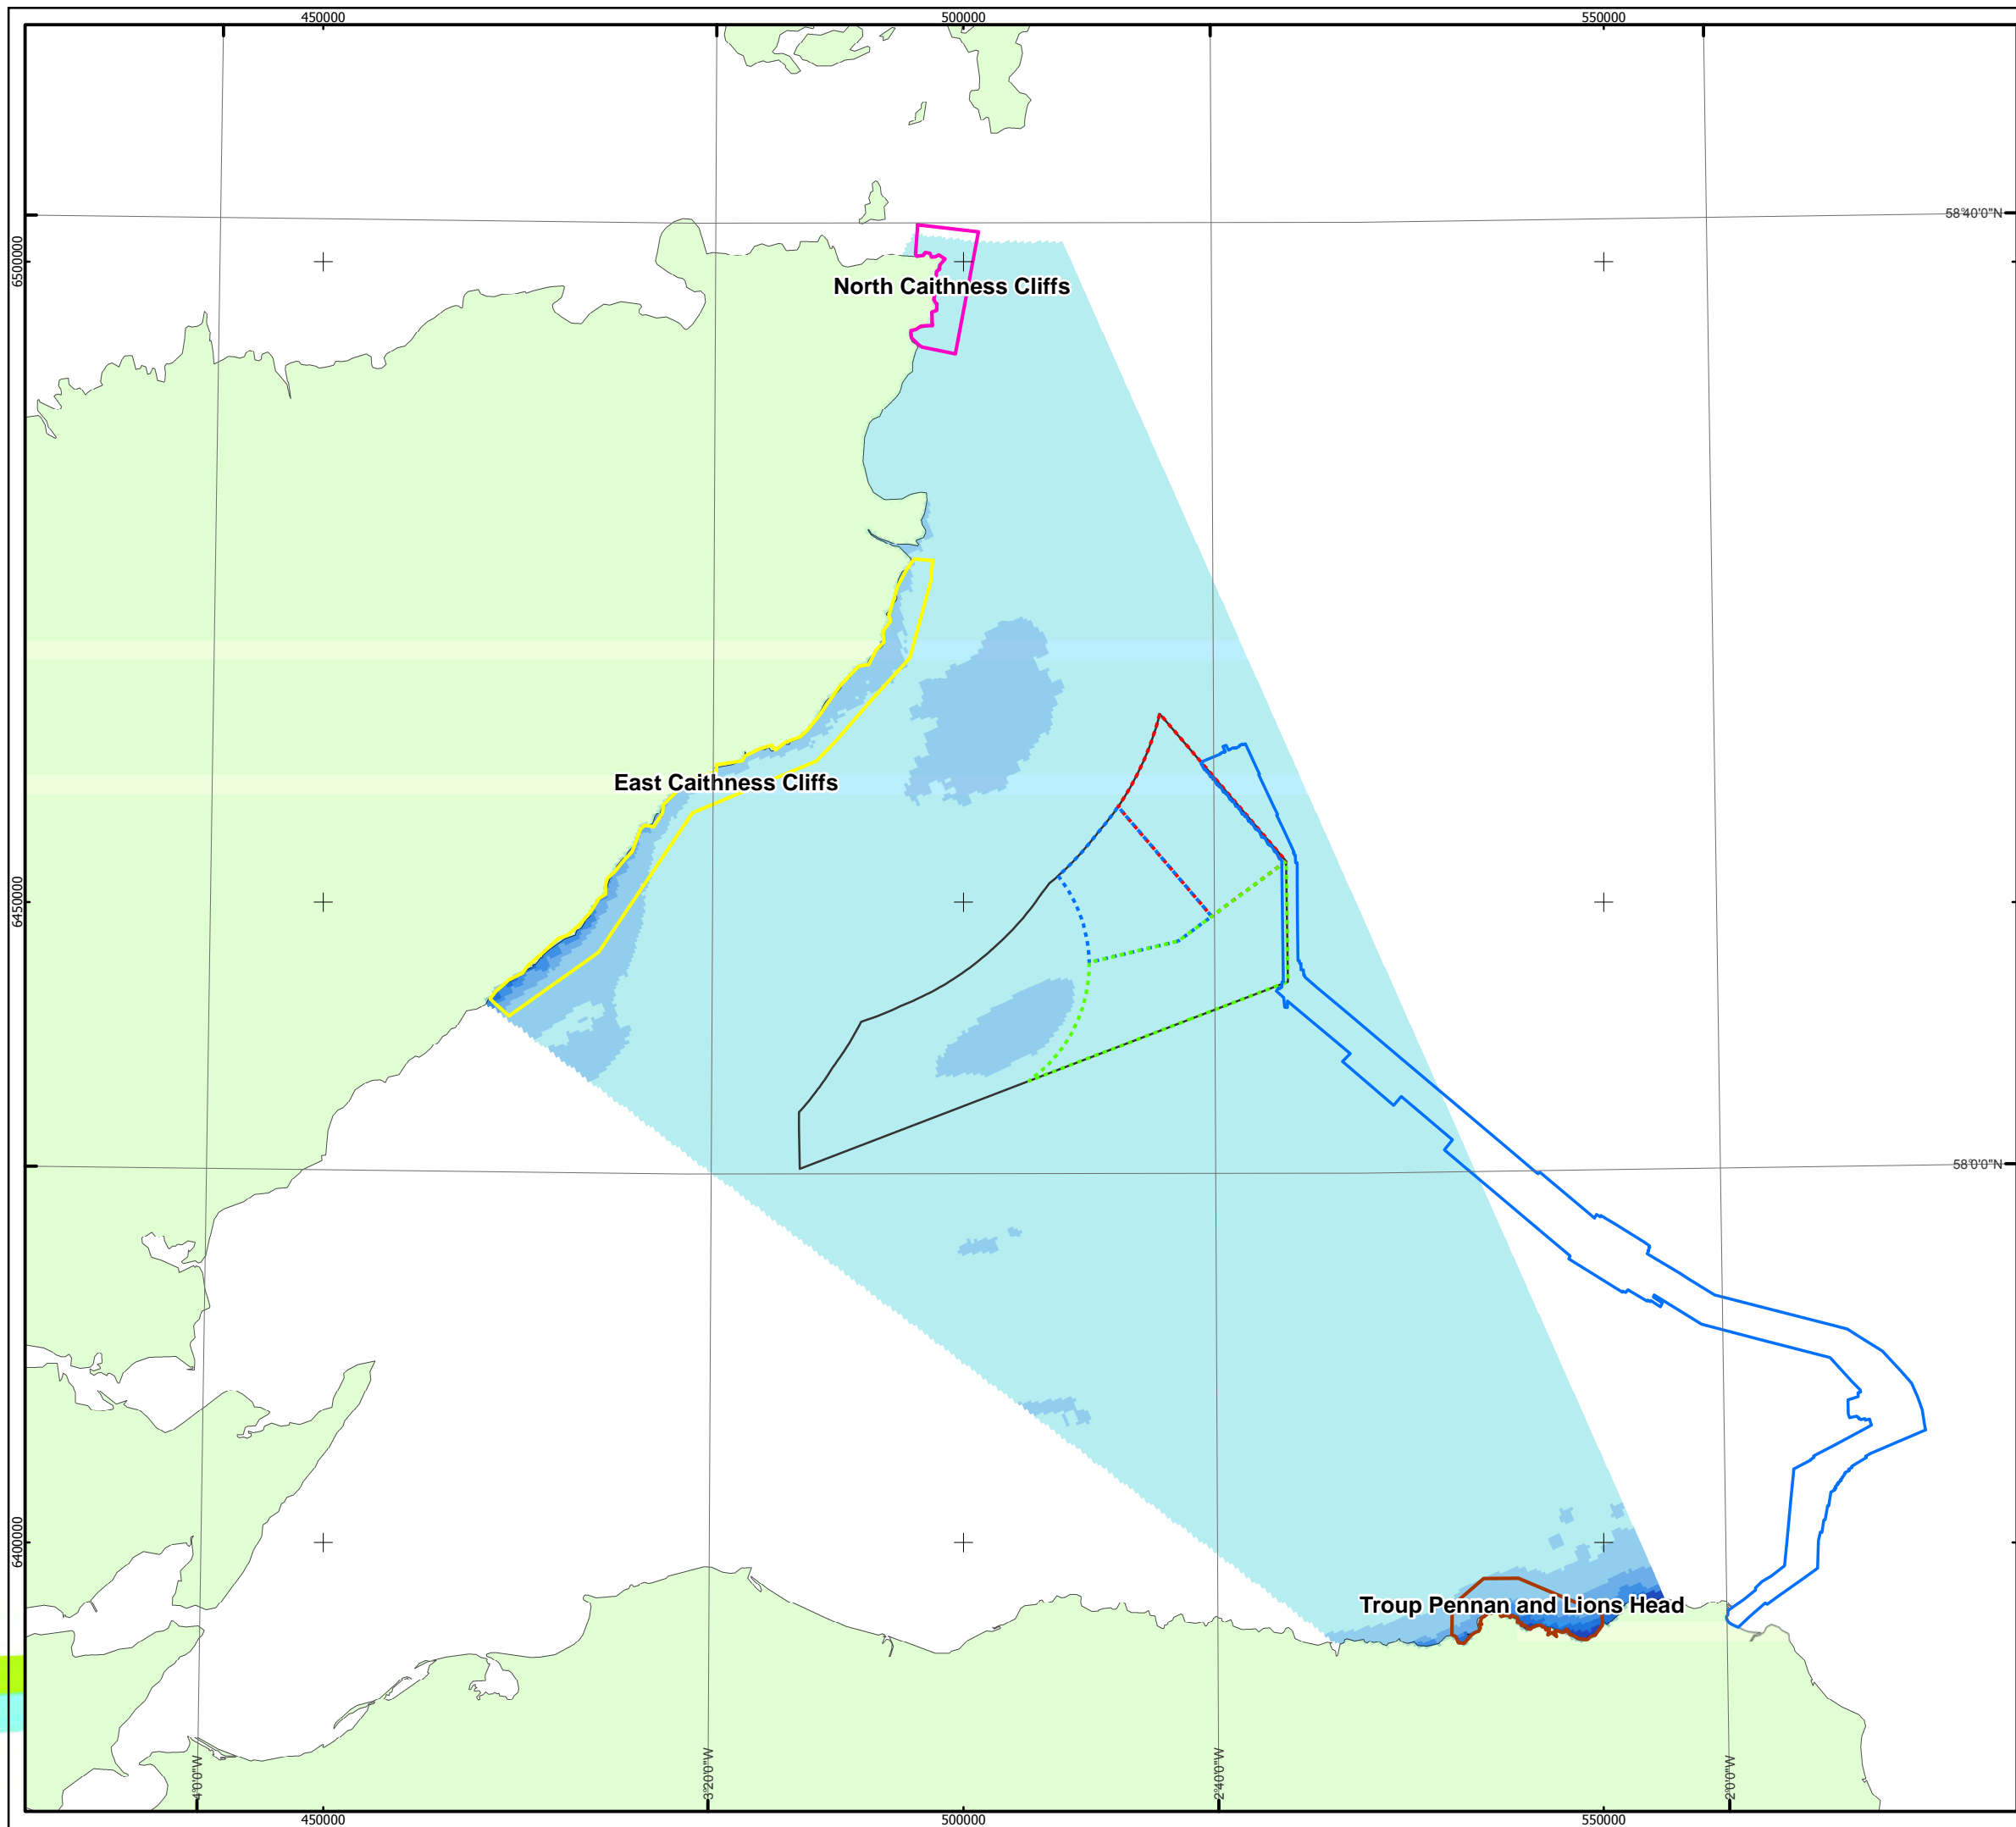 450000
500000
550000
58°40'0"N
6500000
North Caithness Cliffs
East Caithness Cliffs
6450000
58°0'0"N
6400000
Troup Pennan and Lions Head
4°0'0"W
3°20'0"W
2°40'0"W
2°0'0"W
450000
500000
550000